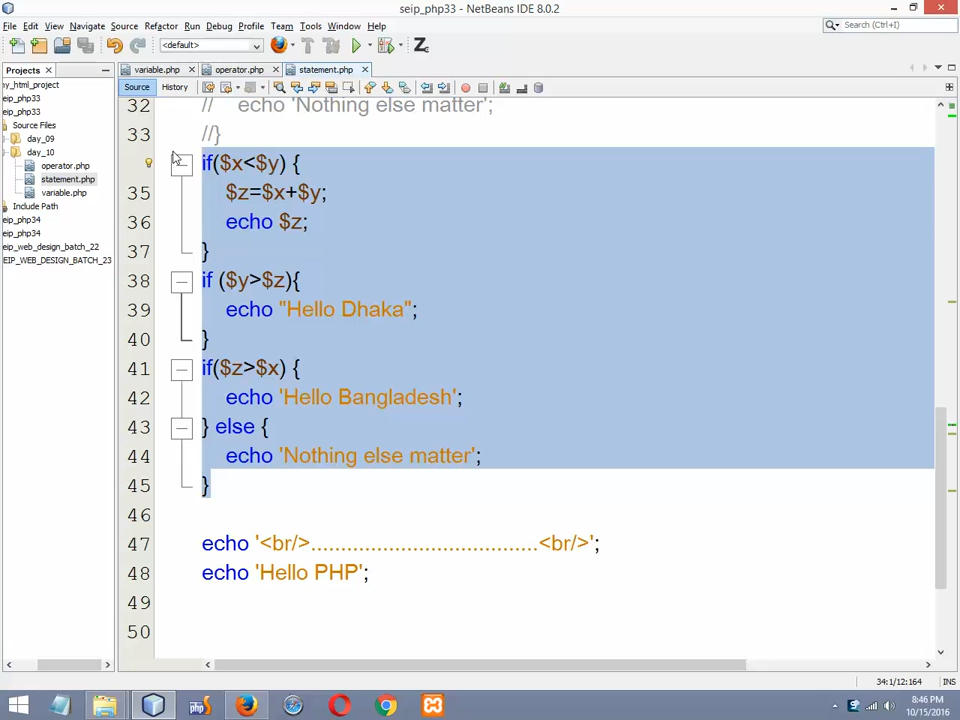 seip_php33 - NetBeans IDE 8.0.2
File Edit View Navigate Source Refactor Run Debug Profile Team Tools Window Help
<default>
Search (Ctrl+I)
Projects
variable.php operator.php statement.php
Source History
ny_html_project
eip_php33
eip_php33
Source Files
day_09
day_10
operator.php
statement.php
variable.php
Include Path
eip_php34
eip_php34
eip_web_design_batch_22
EIP_WEB_DESIGN_BATCH_23
32 // echo 'Nothing else matter';
33 //}
if($x<$y) {
35 $z=$x+$y;
36 echo $z;
37 }
38 if ($y>$z){
39 echo "Hello Dhaka";
40 }
41 if($z>$x) {
42 echo 'Hello Bangladesh';
43 } else {
44 echo 'Nothing else matter';
45 }
46
47 echo '<br/>......................................<br/>';
48 echo 'Hello PHP';
49
50
34:1/12:164 INS
php
8:46 PM
10/15/2016